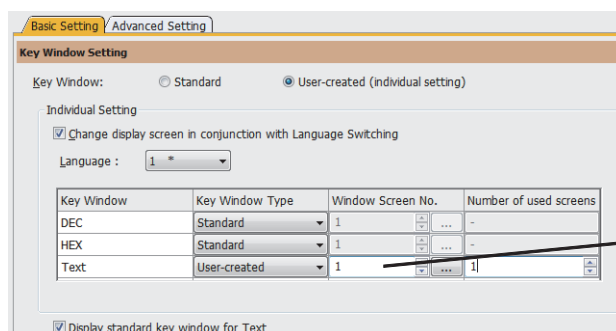 Basic Setting Advanced Setting
Key Window Setting
Key Window: Standard User-created (individual setting)
Individual Setting
Change display screen in conjunction with Language Switching
Language : 1 *
Key Window Key Window Type Window Screen No. Number of used screens
DEC Standard 1 ... -
HEX Standard 1 ... -
Text User-created 1 ... 1
Display standard key window for Text